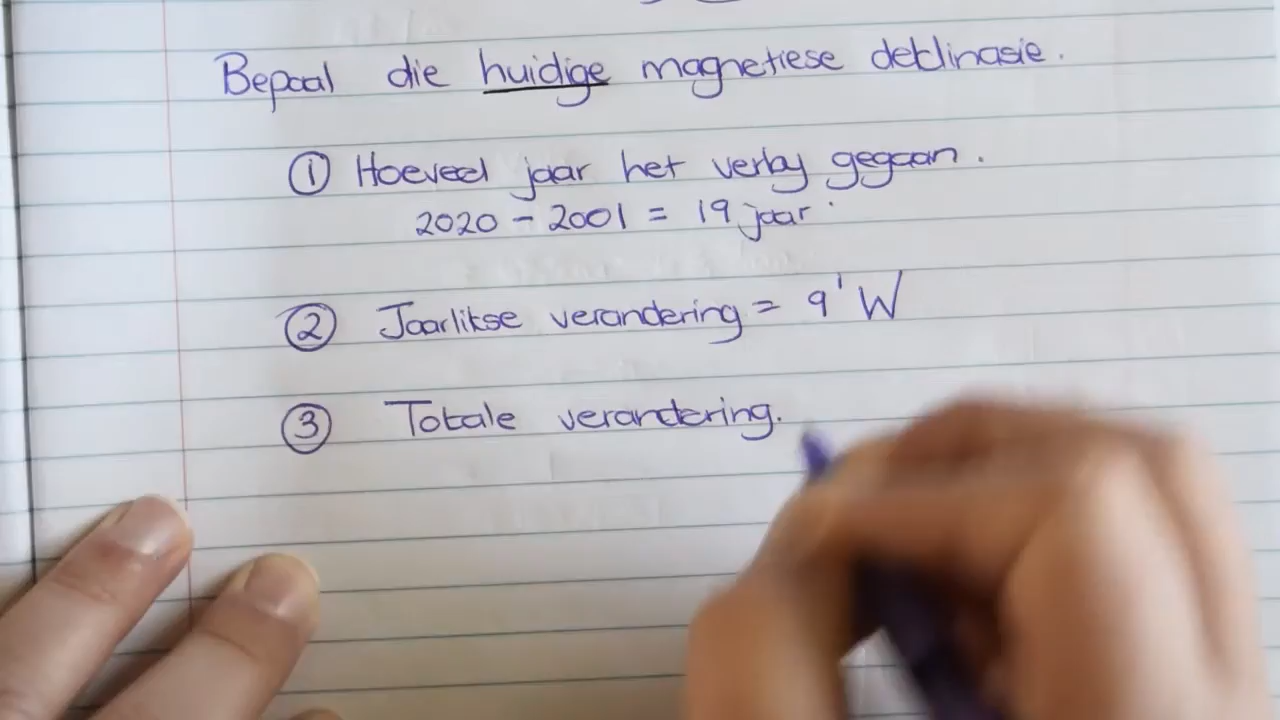 Bepaal die huidige magnetiese deklinasie.
① Hoeveel jaar het verby gegaan.
2020 - 2001 = 19 jaar.
② Jaarlikse verandering = 9' W
③ Totale verandering.